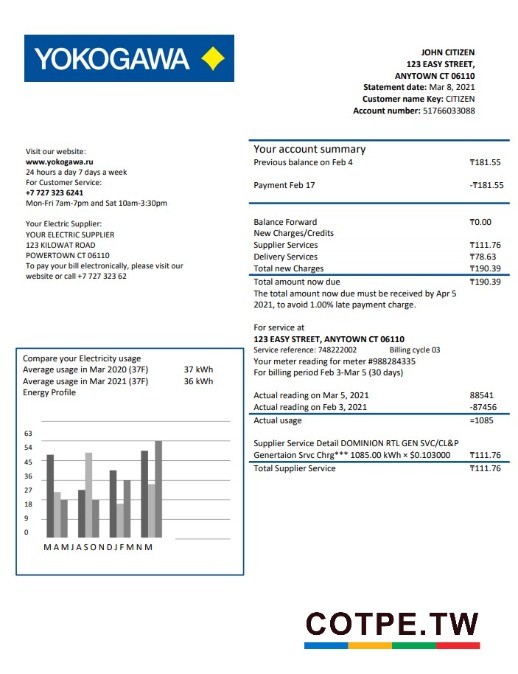 YOKOGAWA
JOHN CITIZEN
123 EASY STREET,
ANYTOWN CT 06110
Statement date: Mar 8, 2021
Customer name Key: CITIZEN
Account number: 51766033088
Visit our website:
www.yokogawa.ru
24 hours a day 7 days a week
For Customer Service:
+7 727 323 6241
Mon-Fri 7am-7pm and Sat 10am-3:30pm
Your Electric Supplier:
YOUR ELECTRIC SUPPLIER
123 KILOWAT ROAD
POWERTOWN CT 06110
To pay your bill electronically, please visit our
website or call +7 727 323 62
Your account summary
Previous balance on Feb 4 ₸181.55
Payment Feb 17 -₸181.55
Balance Forward ₸0.00
New Charges/Credits
Supplier Services ₸111.76
Delivery Services ₸78.63
Total new Charges ₸190.39
Total amount now due ₸190.39
The total amount now due must be received by Apr 5
2021, to avoid 1.00% late payment charge.
For service at
123 EASY STREET, ANYTOWN CT 06110
Service reference: 748222002 Billing cycle 03
Your meter reading for meter #988284335
For billing period Feb 3-Mar 5 (30 days)
Actual reading on Mar 5, 2021 88541
Actual reading on Feb 3, 2021 -87456
Actual usage =1085
Supplier Service Detail DOMINION RTL GEN SVC/CL&P
Genertaion Srvc Chrg*** 1085.00 kWh × $0.103000 ₸111.76
Total Supplier Service ₸111.76
Compare your Electricity usage
Average usage in Mar 2020 (37F) 37 kWh
Average usage in Mar 2021 (37F) 36 kWh
Energy Profile
63
54
45
36
27
18
9
0
M A M J A S O N D J F M N M
COTPE.TW